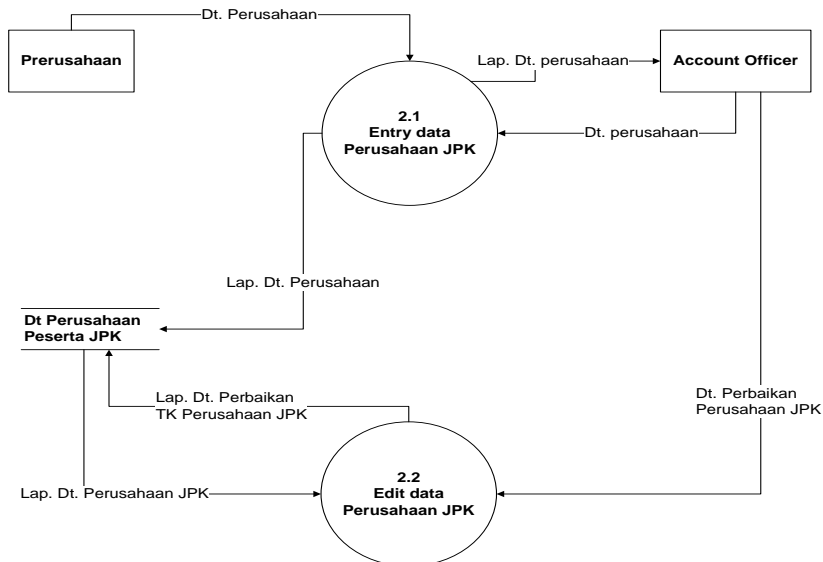 Dt. Perusahaan
Prerusahaan
Lap. Dt. perusahaan
Account Officer
2.1
Entry data
Perusahaan JPK
Dt. perusahaan
Lap. Dt. Perusahaan
Dt Perusahaan
Peserta JPK
Lap. Dt. Perbaikan
TK Perusahaan JPK
Dt. Perbaikan
Perusahaan JPK
2.2
Edit data
Perusahaan JPK
Lap. Dt. Perusahaan JPK